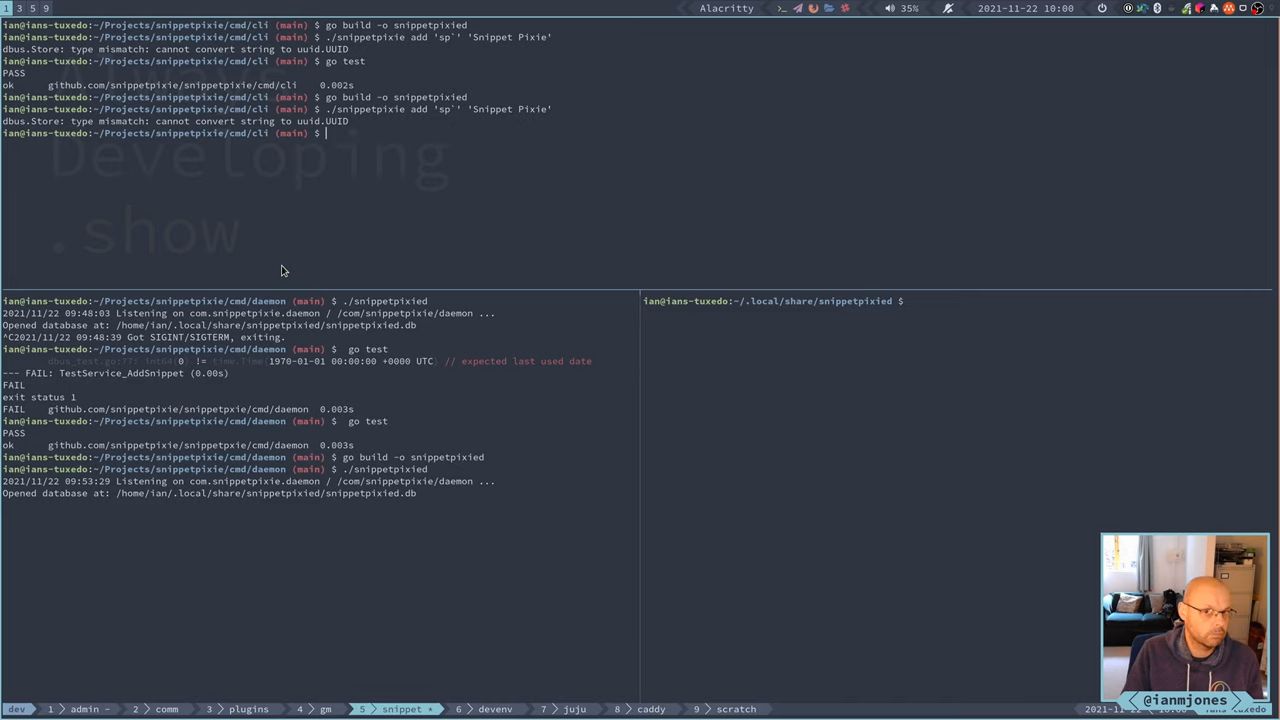 1 3 5 9
Alacritty
35%
2021-11-22 10:00
ian@ians-tuxedo:~/Projects/snippetpixie/cmd/cli (main) $ go build -o snippetpixied
ian@ians-tuxedo:~/Projects/snippetpixie/cmd/cli (main) $ ./snippetpixie add 'sp`' 'Snippet Pixie'
dbus.Store: type mismatch: cannot convert string to uuid.UUID
ian@ians-tuxedo:~/Projects/snippetpixie/cmd/cli (main) $ go test
PASS
ok github.com/snippetpixie/snippetpxie/cmd/cli 0.002s
ian@ians-tuxedo:~/Projects/snippetpixie/cmd/cli (main) $ go build -o snippetpixied
ian@ians-tuxedo:~/Projects/snippetpixie/cmd/cli (main) $ ./snippetpixie add 'sp`' 'Snippet Pixie'
dbus.Store: type mismatch: cannot convert string to uuid.UUID
ian@ians-tuxedo:~/Projects/snippetpixie/cmd/cli (main) $
Always
Developing
.show
ian@ians-tuxedo:~/Projects/snippetpixie/cmd/daemon (main) $ ./snippetpixied
2021/11/22 09:48:03 Listening on com.snippetpixie.daemon / /com/snippetpixie/daemon ...
Opened database at: /home/ian/.local/share/snippetpixied/snippetpixied.db
^C2021/11/22 09:48:39 Got SIGINT/SIGTERM, exiting.
ian@ians-tuxedo:~/Projects/snippetpixie/cmd/daemon (main) $ go test
dbus_test.go:77: int64(0) != time.Time(1970-01-01 00:00:00 +0000 UTC) // expected last used date
--- FAIL: TestService_AddSnippet (0.00s)
FAIL
exit status 1
FAIL github.com/snippetpixie/snippetpxie/cmd/daemon 0.003s
ian@ians-tuxedo:~/Projects/snippetpixie/cmd/daemon (main) $ go test
PASS
ok github.com/snippetpixie/snippetpxie/cmd/daemon 0.003s
ian@ians-tuxedo:~/Projects/snippetpixie/cmd/daemon (main) $ go build -o snippetpixied
ian@ians-tuxedo:~/Projects/snippetpixie/cmd/daemon (main) $ ./snippetpixied
2021/11/22 09:53:29 Listening on com.snippetpixie.daemon / /com/snippetpixie/daemon ...
Opened database at: /home/ian/.local/share/snippetpixied/snippetpixied.db
ian@ians-tuxedo:~/.local/share/snippetpixied $
@ianmjones
dev 1 admin - 2 comm 3 plugins 4 gm 5 snippet * 6 devenv 7 juju 8 caddy 9 scratch